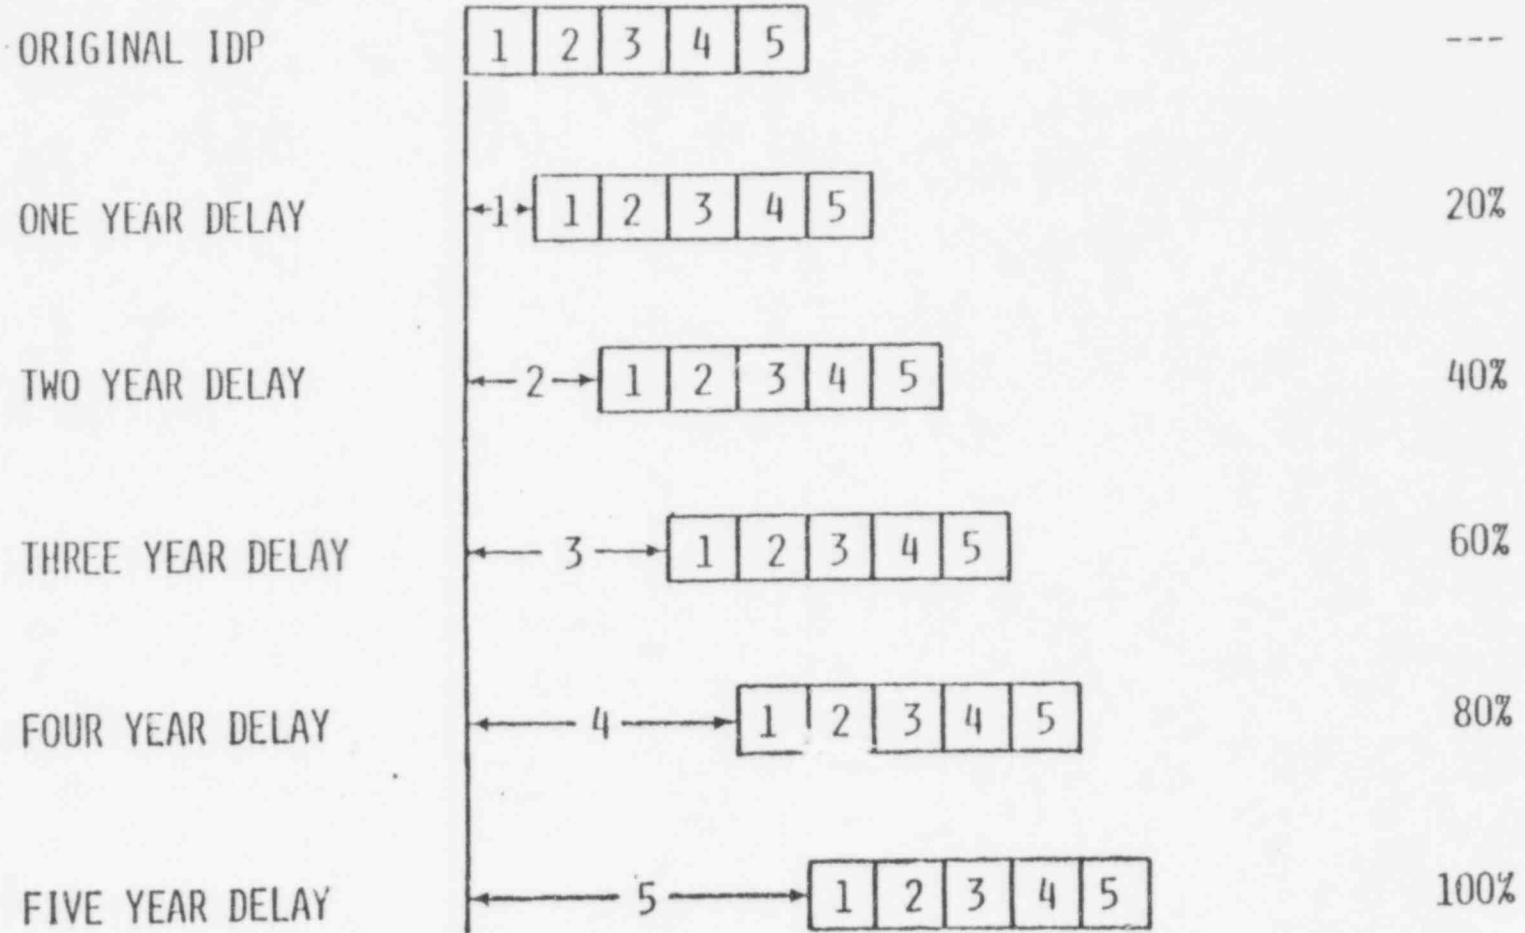 ORIGINAL IDP 1 2 3 4 5 ---
ONE YEAR DELAY 1 1 2 3 4 5 20%
TWO YEAR DELAY 2 1 2 3 4 5 40%
THREE YEAR DELAY 3 1 2 3 4 5 60%
FOUR YEAR DELAY 4 1 2 3 4 5 80%
FIVE YEAR DELAY 5 1 2 3 4 5 100%